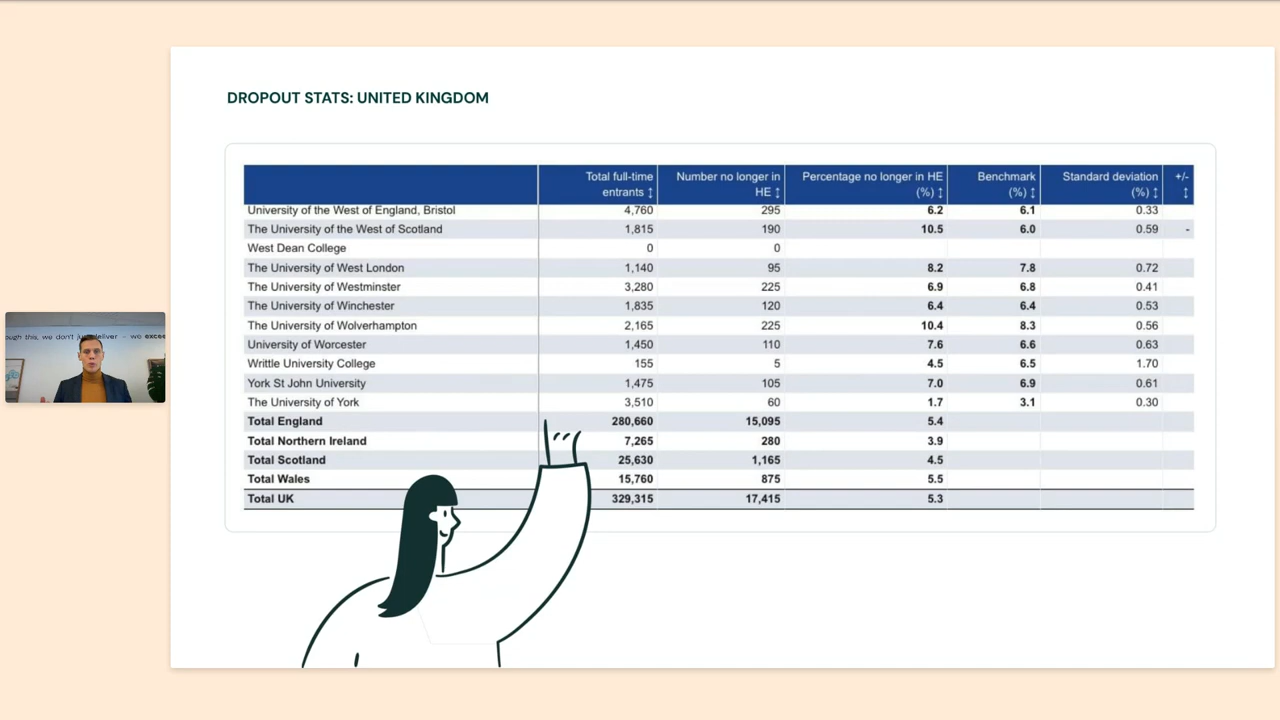 DROPOUT STATS: UNITED KINGDOM
Total full-time entrants ↕ Number no longer in HE ↕ Percentage no longer in HE (%) ↕ Benchmark (%) ↕ Standard deviation (%) ↕ +/- ↕
University of the West of England, Bristol 4,760 295 6.2 6.1 0.33
The University of the West of Scotland 1,815 190 10.5 6.0 0.59 -
West Dean College 0 0
The University of West London 1,140 95 8.2 7.8 0.72
The University of Westminster 3,280 225 6.9 6.8 0.41
The University of Winchester 1,835 120 6.4 6.4 0.53
The University of Wolverhampton 2,165 225 10.4 8.3 0.56
University of Worcester 1,450 110 7.6 6.6 0.63
Writtle University College 155 5 4.5 6.5 1.70
York St John University 1,475 105 7.0 6.9 0.61
The University of York 3,510 60 1.7 3.1 0.30
Total England 280,660 15,095 5.4
Total Northern Ireland 7,265 280 3.9
Total Scotland 25,630 1,165 4.5
Total Wales 15,760 875 5.5
Total UK 329,315 17,415 5.3
ough this, we don't just deliver – we excee